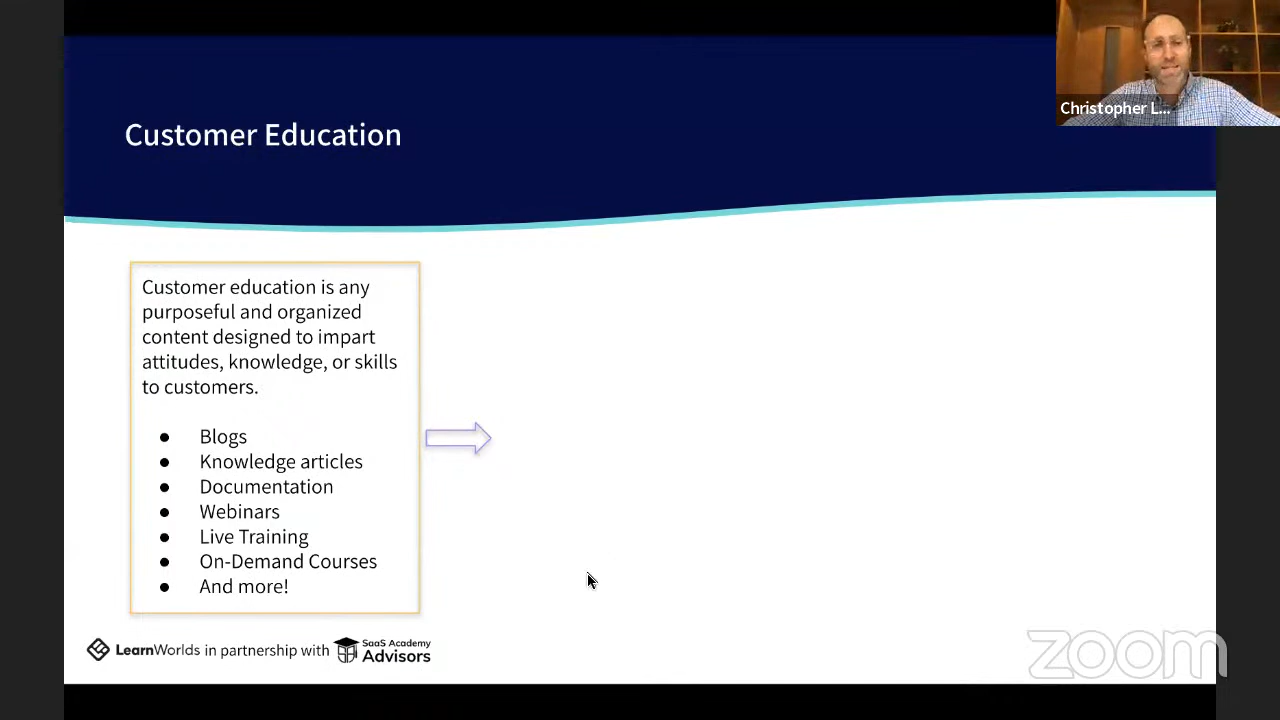 Christopher L...
Customer Education
Customer education is any
purposeful and organized
content designed to impart
attitudes, knowledge, or skills
to customers.
● Blogs
● Knowledge articles
● Documentation
● Webinars
● Live Training
● On-Demand Courses
● And more!
LearnWorlds in partnership with SaaS Academy
Advisors
zoom